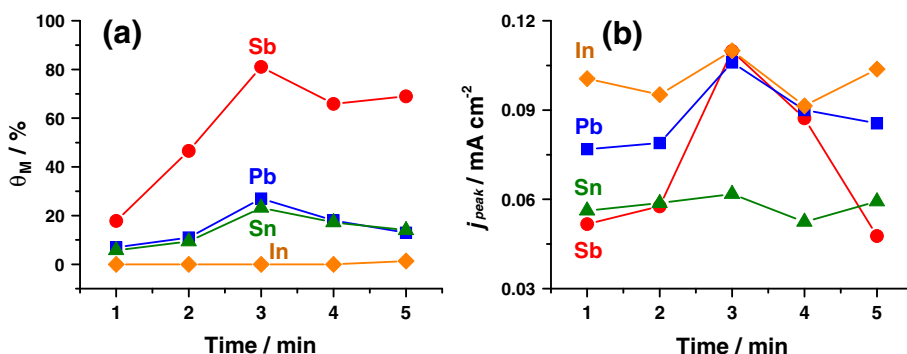 (a)
θM / %
100
80
60
40
20
0
Sb
Pb
Sn
In
1 2 3 4 5
Time / min
(b)
jpeak / mA cm-2
0.12
0.09
0.06
0.03
In
Pb
Sn
Sb
1 2 3 4 5
Time / min